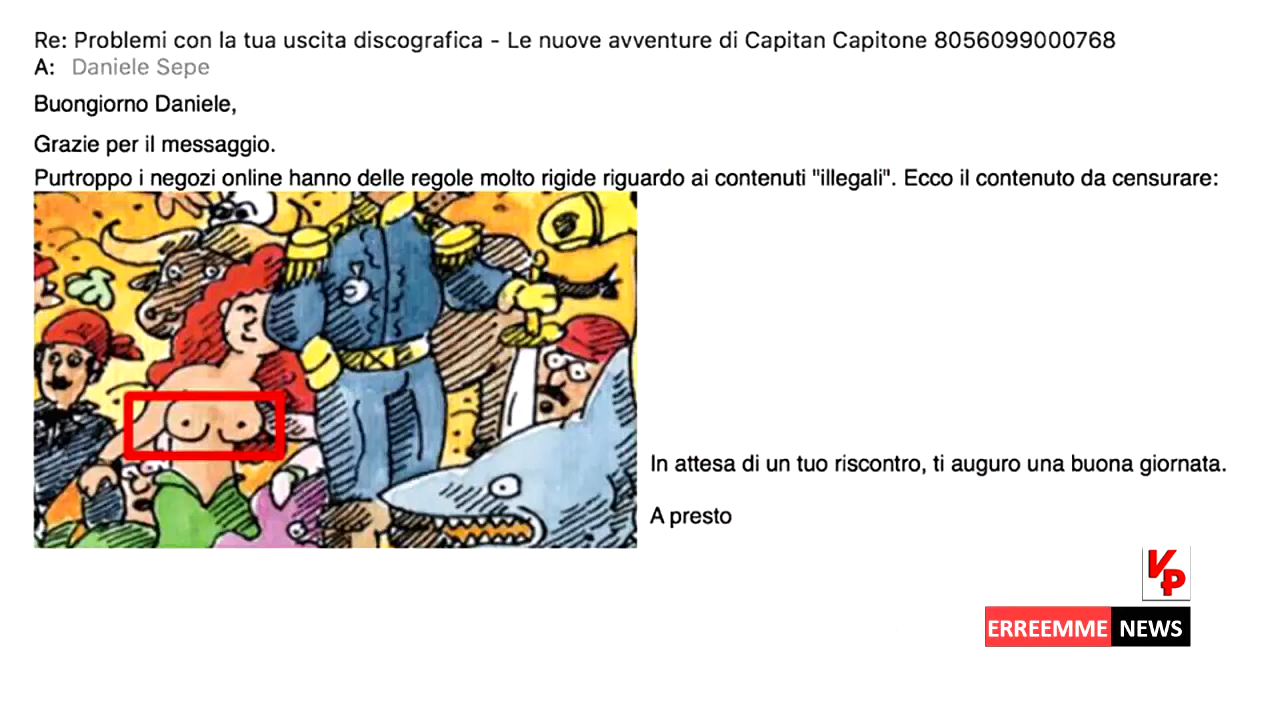 Re: Problemi con la tua uscita discografica - Le nuove avventure di Capitan Capitone 8056099000768
A: Daniele Sepe
Buongiorno Daniele,
Grazie per il messaggio.
Purtroppo i negozi online hanno delle regole molto rigide riguardo ai contenuti "illegali". Ecco il contenuto da censurare:
In attesa di un tuo riscontro, ti auguro una buona giornata.
A presto
VP
ERREEMME NEWS